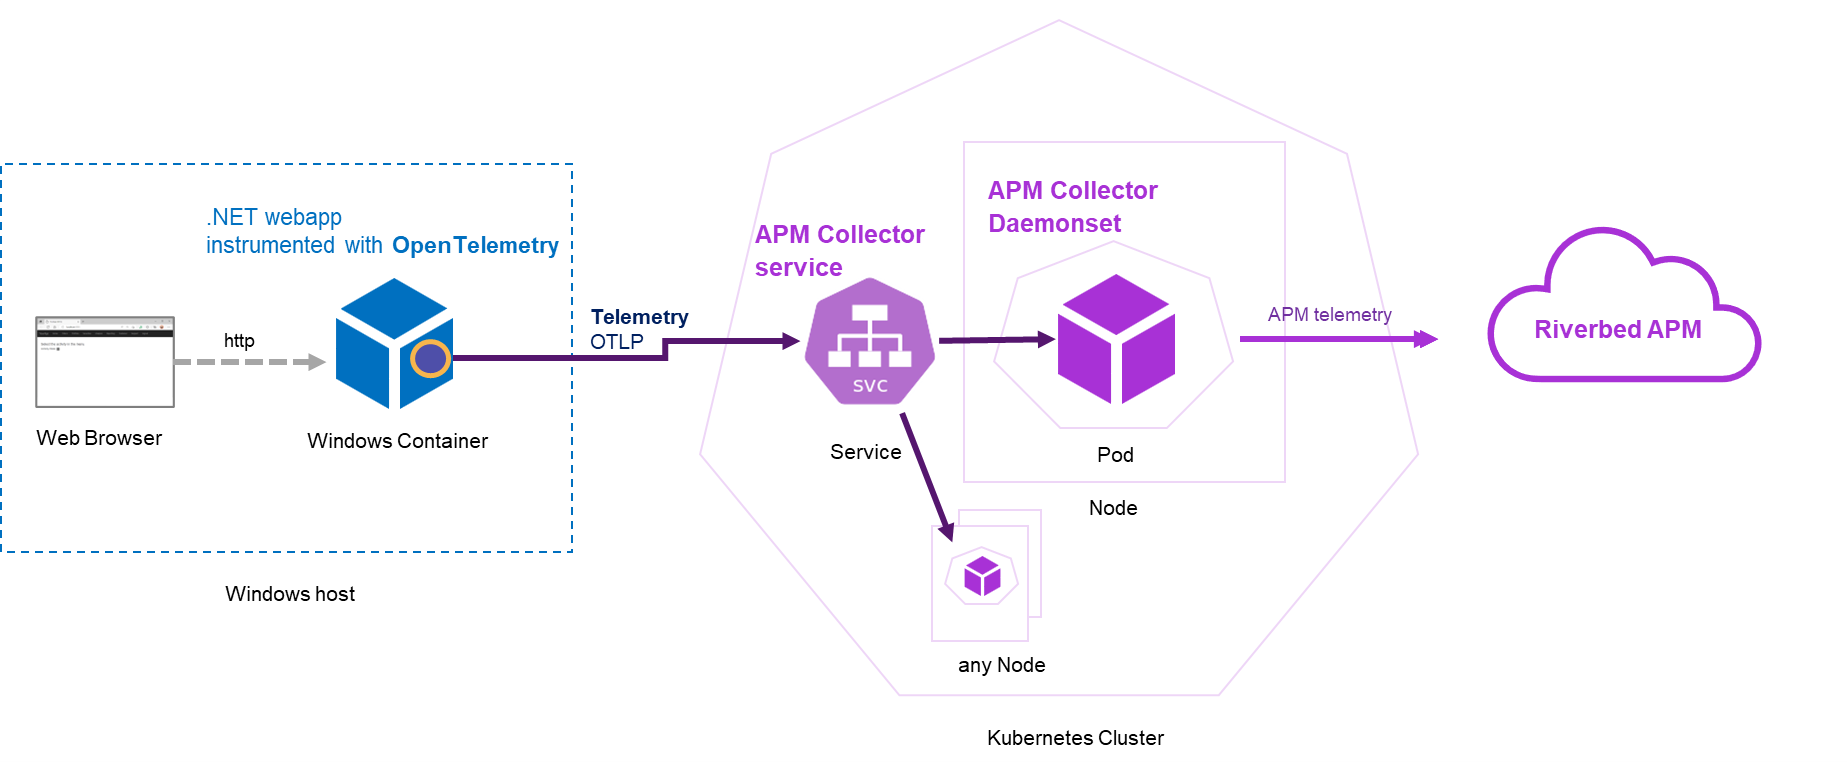 .NET webapp
instrumented with OpenTelemetry
http
Web Browser
Windows Container
Windows host
Telemetry
OTLP
APM Collector
service
SVC
Service
APM Collector
Daemonset
Pod
Node
any Node
Kubernetes Cluster
APM telemetry
Riverbed APM